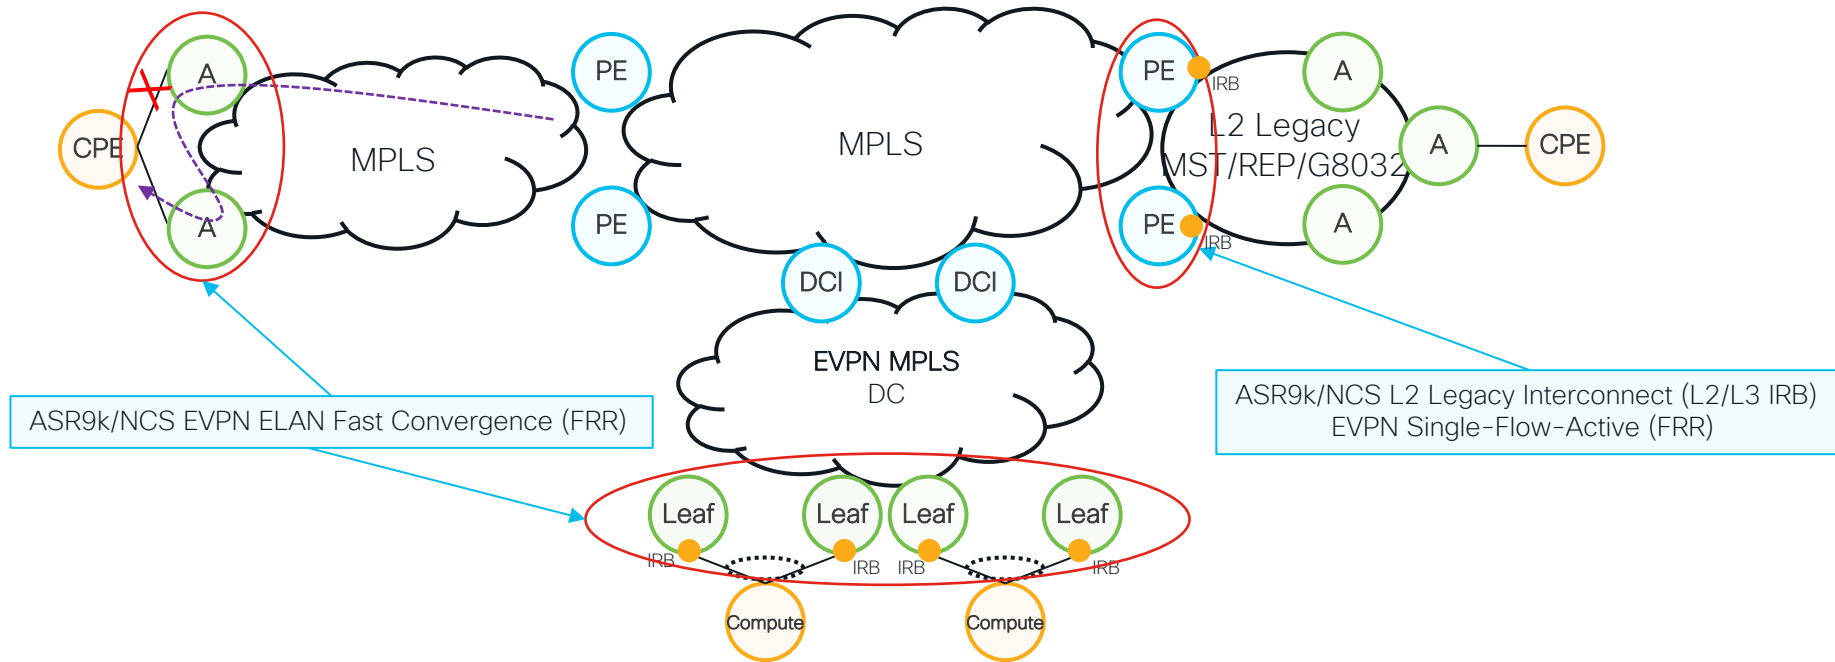 A
PE
PE
IRB
A
CPE
MPLS
MPLS
L2 Legacy
MST/REP/G8032
A
CPE
A
PE
PE
IRB
A
DCI
DCI
EVPN MPLS
DC
ASR9k/NCS EVPN ELAN Fast Convergence (FRR)
ASR9k/NCS L2 Legacy Interconnect (L2/L3 IRB)
EVPN Single-Flow-Active (FRR)
Leaf
Leaf
Leaf
Leaf
IRB
IRB
IRB
IRB
Compute
Compute